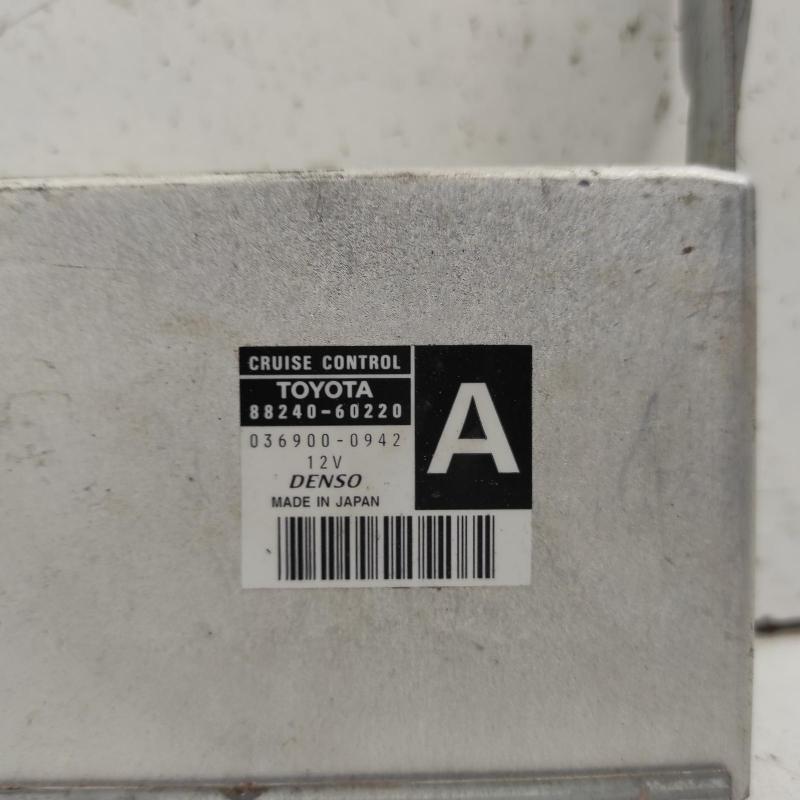 CRUISE CONTROL
TOYOTA
88240-60220
A
036900-0942
12V
DENSO
MADE IN JAPAN